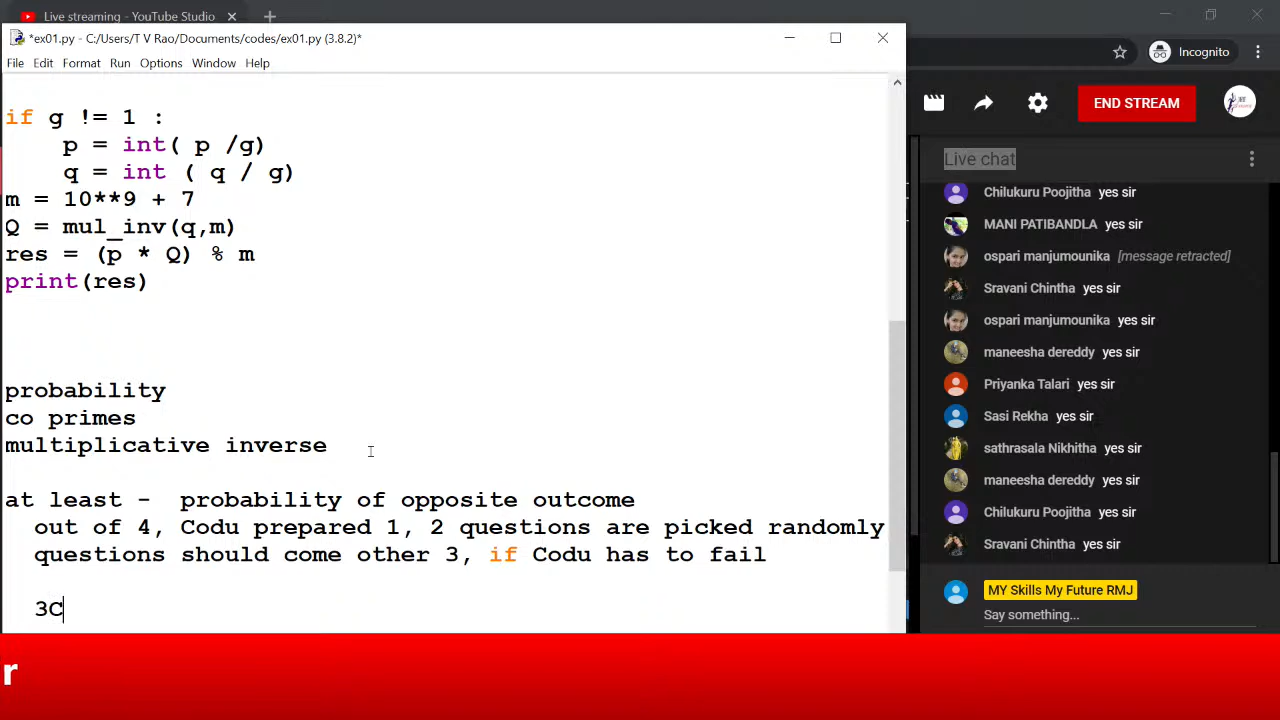 Live streaming - YouTube Studio
*ex01.py - C:/Users/T V Rao/Documents/codes/ex01.py (3.8.2)*
Incognito
File Edit Format Run Options Window Help
END STREAM
if g != 1 :
p = int( p /g)
q = int ( q / g)
m = 10**9 + 7
Q = mul_inv(q,m)
res = (p * Q) % m
print(res)
probability
co primes
multiplicative inverse
at least - probability of opposite outcome
out of 4, Codu prepared 1, 2 questions are picked randomly
questions should come other 3, if Codu has to fail
3C
Live chat
Chilukuru Poojitha yes sir
MANI PATIBANDLA yes sir
ospari manjumounika [message retracted]
Sravani Chintha yes sir
ospari manjumounika yes sir
maneesha dereddy yes sir
Priyanka Talari yes sir
Sasi Rekha yes sir
sathrasala Nikhitha yes sir
maneesha dereddy yes sir
Chilukuru Poojitha yes sir
Sravani Chintha yes sir
MY Skills My Future RMJ
Say something...
r